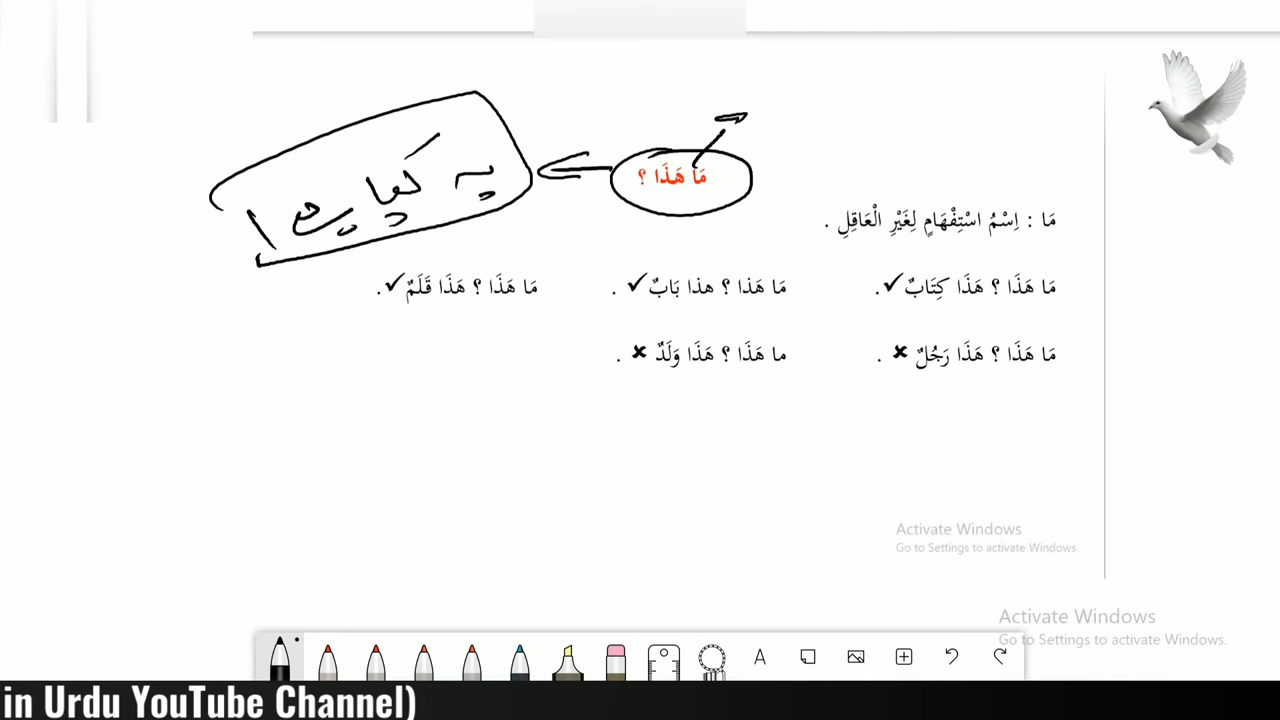 مَا هَذَا ؟
یہ کیا ہے
مَا : اِسْمُ اسْتِفْهَامٍ لِغَيْرِ الْعَاقِلِ .
مَا هَذَا ؟ هَذَا كِتَابٌ ✓. مَا هَذا ؟ هذا بَابٌ ✓ . مَا هَذَا ؟ هَذَا قَلَمٌ ✓.
مَا هَذَا ؟ هَذَا رَجُلٌ ✗ . ما هَذَا ؟ هَذَا وَلَدٌ ✗ .
Activate Windows
Go to Settings to activate Windows.
Activate Windows
Go to Settings to activate Windows.
in Urdu YouTube Channel)